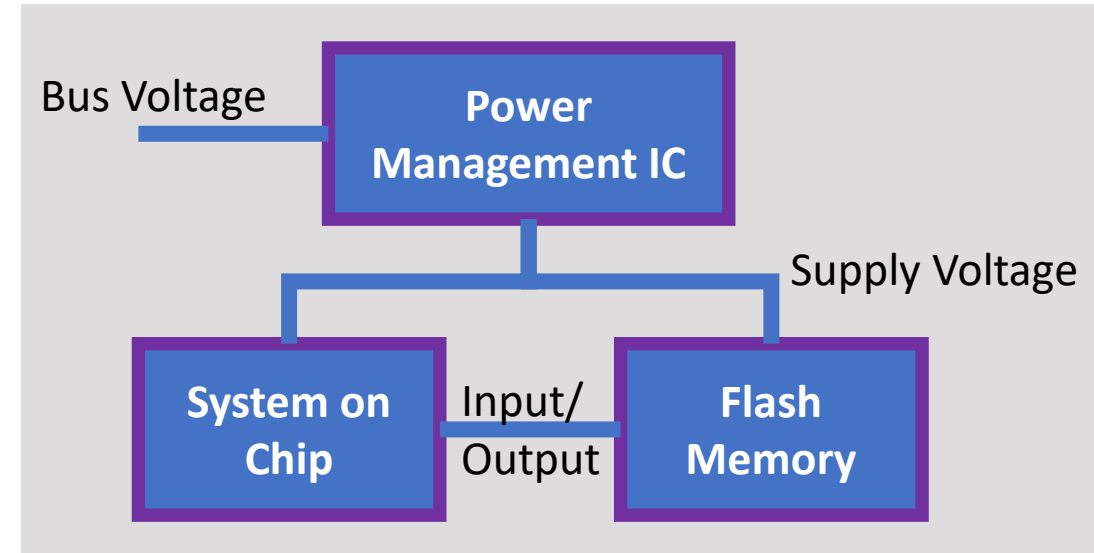 Bus Voltage
Power
Management IC
Supply Voltage
System on
Chip
Input/
Output
Flash
Memory